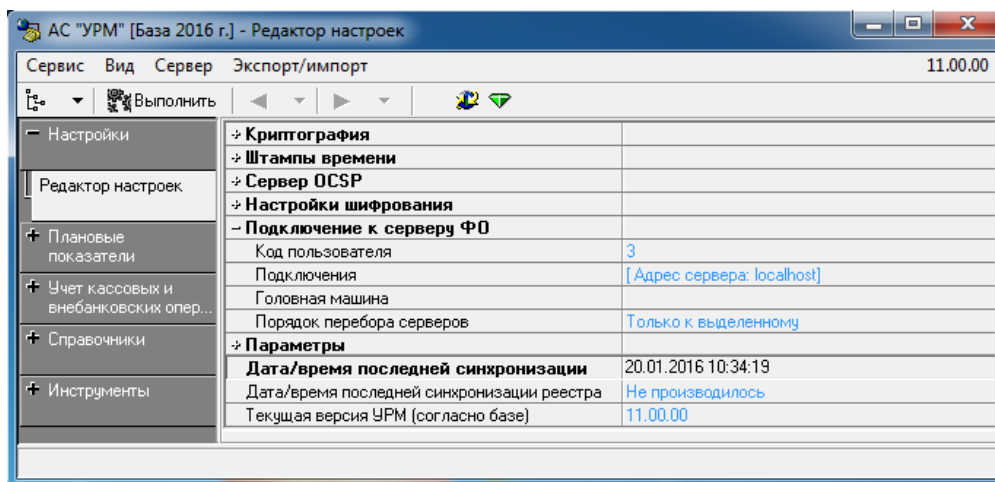 АС "УРМ" [База 2016 г.] - Редактор настроек
Сервис Вид Сервер Экспорт/импорт 11.00.00
Выполнить
Настройки
Редактор настроек
Плановые
показатели
Учет кассовых и
внебанковских опер...
Справочники
Инструменты
Криптография
Штампы времени
Сервер OCSP
Настройки шифрования
Подключение к серверу ФО
Код пользователя 3
Подключения [ Адрес сервера: localhost]
Головная машина
Порядок перебора серверов Только к выделенному
Параметры
Дата/время последней синхронизации 20.01.2016 10:34:19
Дата/время последней синхронизации реестра Не производилось
Текущая версия УРМ (согласно базе) 11.00.00